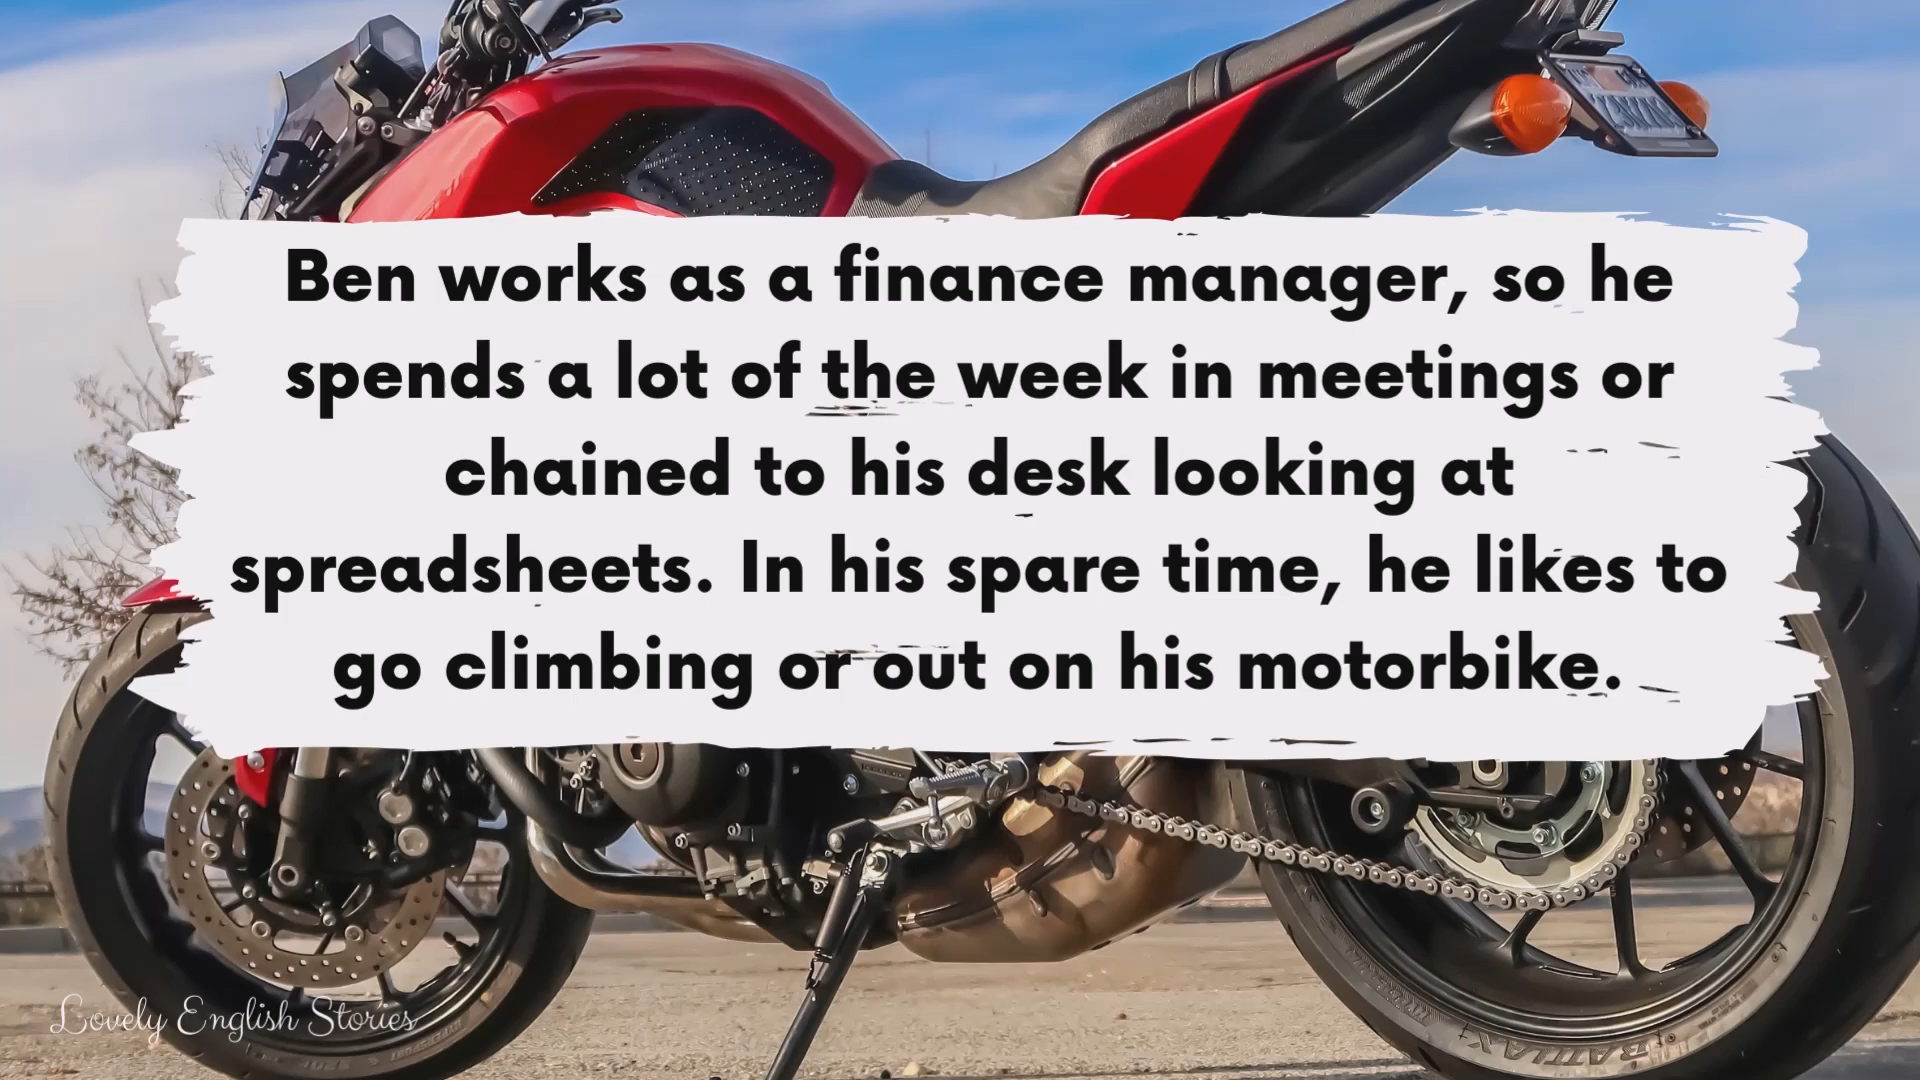 Ben works as a finance manager, so he
spends a lot of the week in meetings or
chained to his desk looking at
spreadsheets. In his spare time, he likes to
go climbing or out on his motorbike.
Lovely English Stories